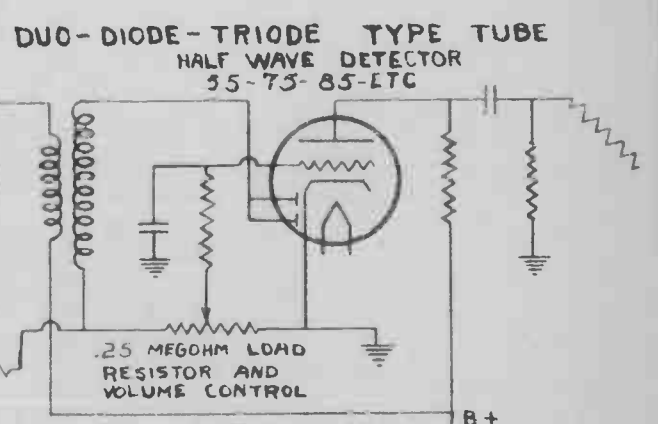 DUO-DIODE-TRIODE TYPE TUBE
HALF WAVE DETECTOR
55-75-85-ETC
.25 MEGOHM LOAD
RESISTOR AND
VOLUME CONTROL
B+